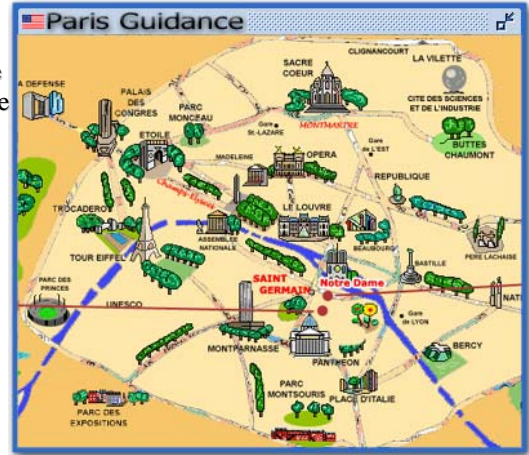 Paris Guidance
CLIGNANCOURT
LA VILETTE
SACRE
COEUR
A DEFENSE
PALAIS
DES
CONGRES
PARC
MONCEAU
CITE DES SCIENCES
ET DE L'INDUSTRIE
Gare
St.-LAZARE
MONTMARTRE
ETOILE
Gare
de L'EST
BUTTES
CHAUMONT
MADELEINE
OPERA
REPUBLIQUE
Champs-Elysees
TROCADERO
LE LOUVRE
ASSEMBLEE
NATIONALE
BEAUBOURG
PERE LACHAISE
TOUR EIFFEL
BASTILLE
SAINT
GERMAIN
Notre Dame
PARC DES
PRINCES
UNESCO
NAT
Gare
de LYON
MONTPARNASSE
PANTHEON
BERCY
PARC
MONTSOURIS
PLACE D'ITALIE
PARC DES
EXPOSITIONS